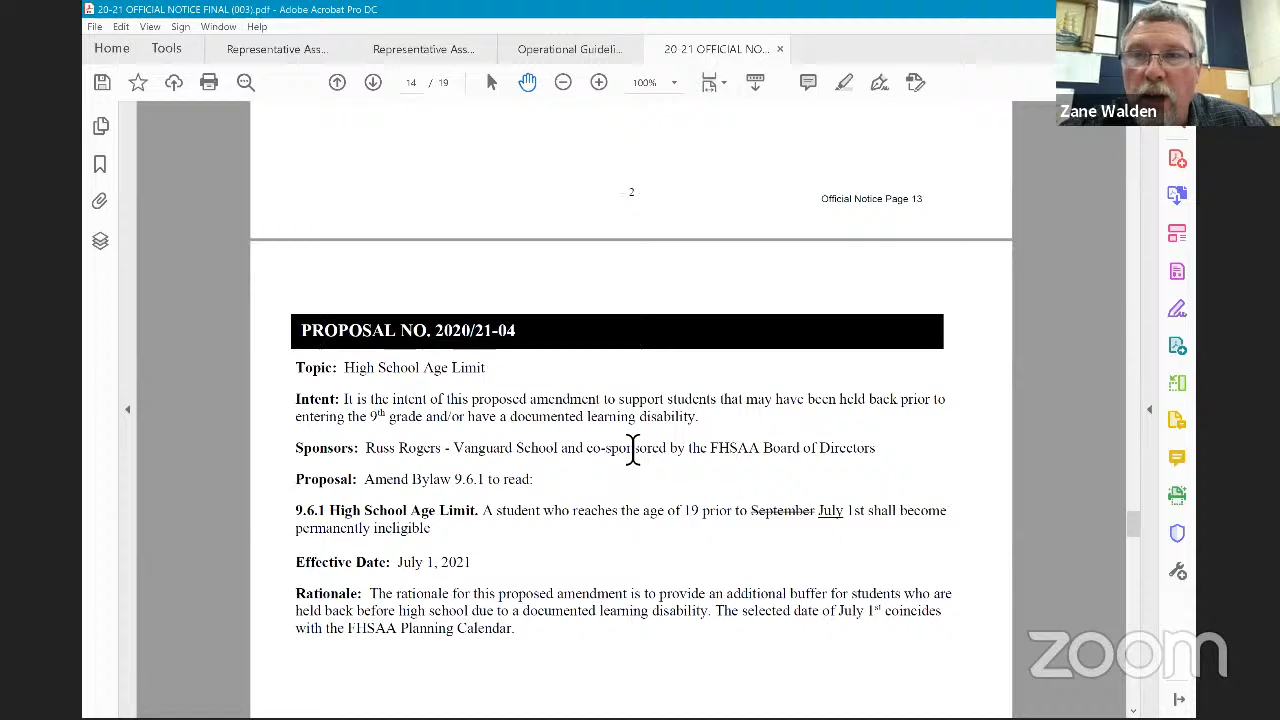 20-21 OFFICIAL NOTICE FINAL (003).pdf - Adobe Acrobat Pro DC
File Edit View Sign Window Help
Home Tools Representative Ass... Representative Ass... Operational Guideli... 20-21 OFFICIAL NO... ×
14 / 19 100%
Zane Walden
2
Official Notice Page 13
PROPOSAL NO. 2020/21-04
Topic: High School Age Limit
Intent: It is the intent of this proposed amendment to support students that may have been held back prior to
entering the 9th grade and/or have a documented learning disability.
Sponsors: Russ Rogers - Vanguard School and co-sponsored by the FHSAA Board of Directors
Proposal: Amend Bylaw 9.6.1 to read:
9.6.1 High School Age Limit. A student who reaches the age of 19 prior to September July 1st shall become
permanently ineligible
Effective Date: July 1, 2021
Rationale: The rationale for this proposed amendment is to provide an additional buffer for students who are
held back before high school due to a documented learning disability. The selected date of July 1st coincides
with the FHSAA Planning Calendar.
zoom